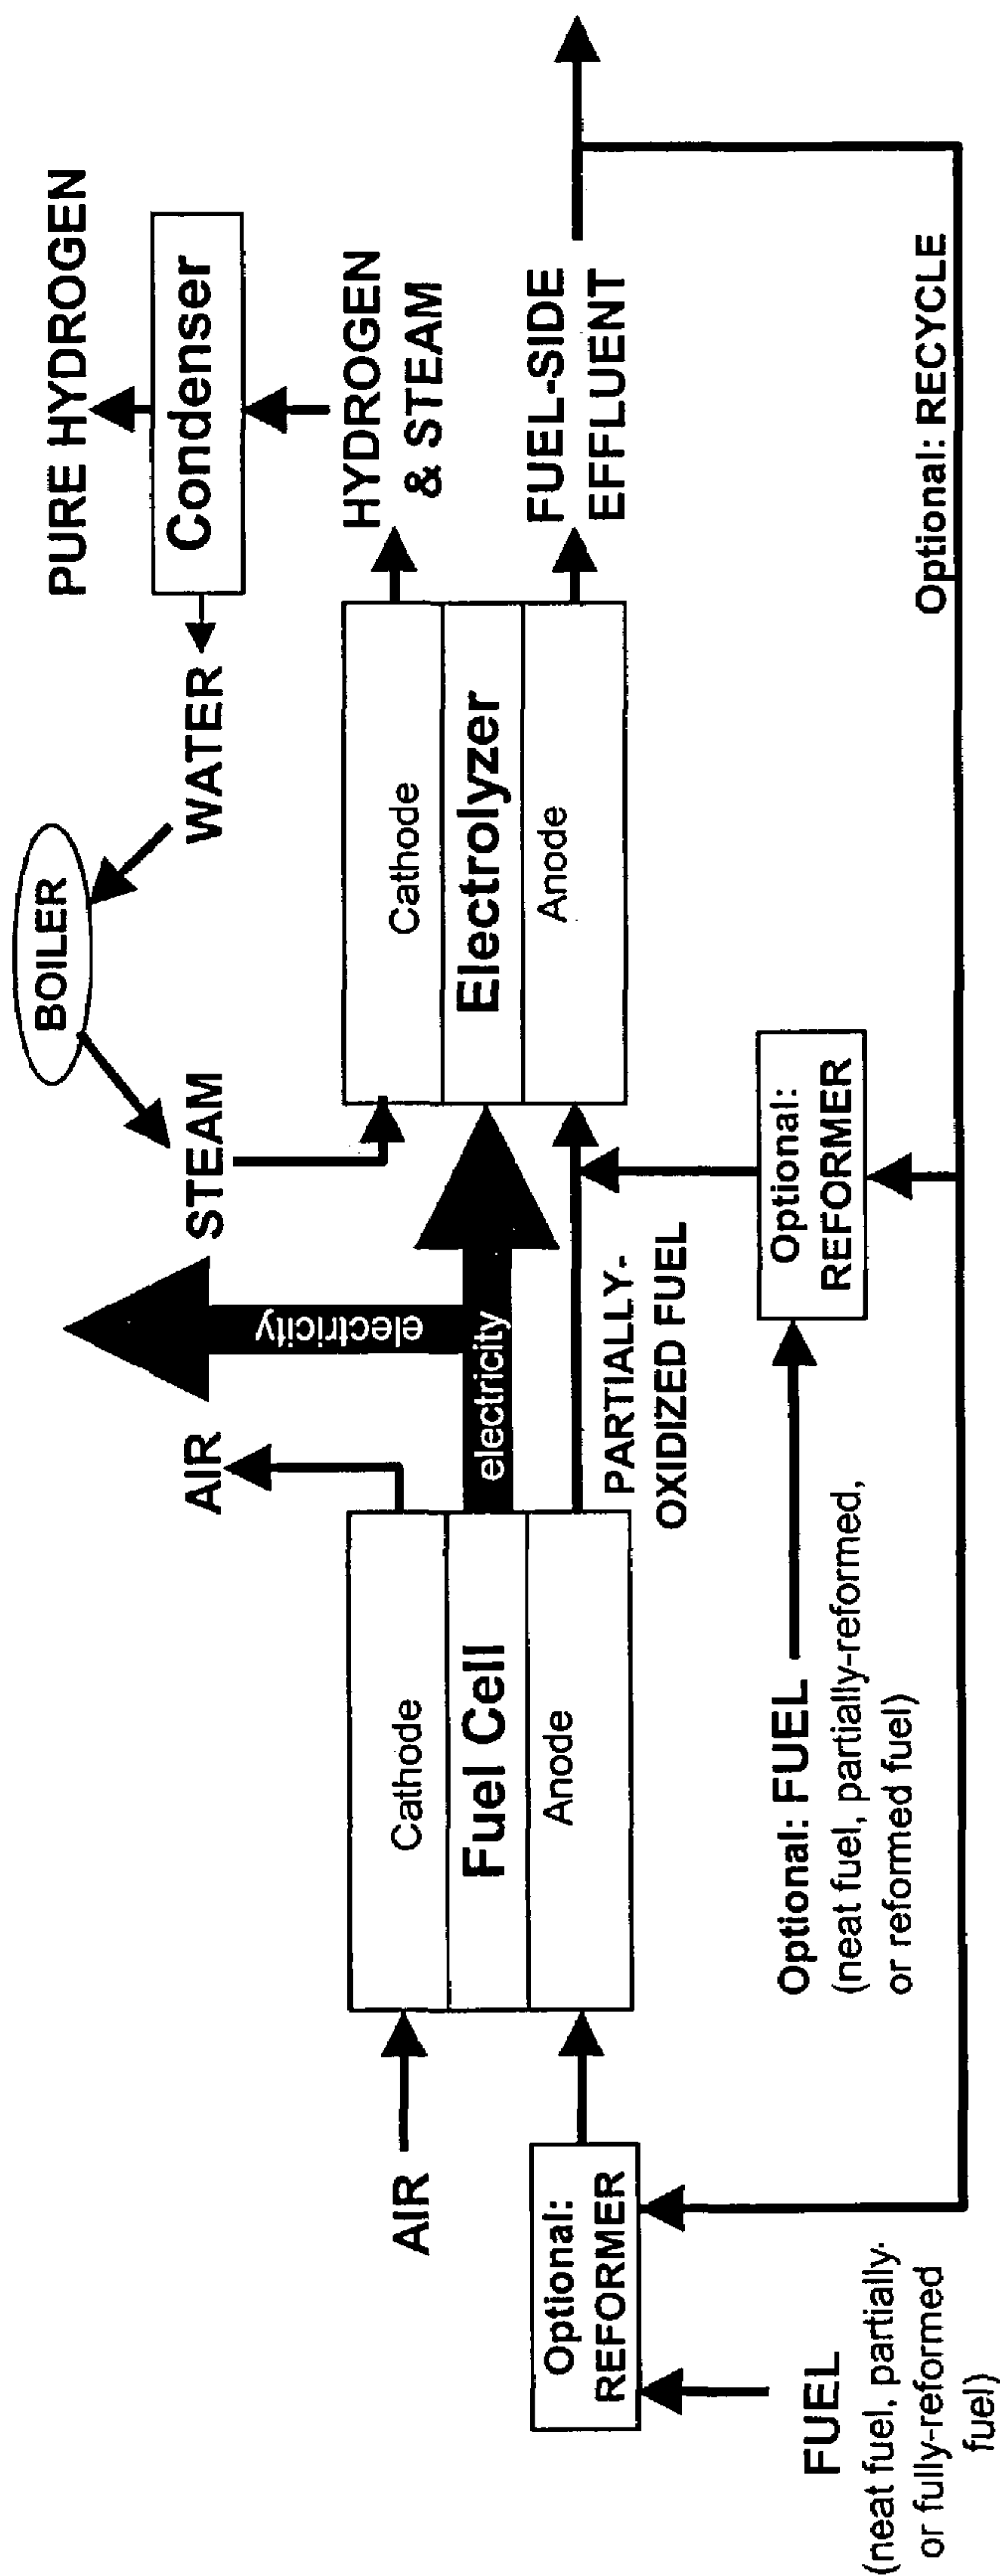 PURE HYDROGEN
BOILER
Condenser
WATER
STEAM
AIR
electricity
HYDROGEN
& STEAM
Cathode
Electrolyzer
Anode
FUEL-SIDE
EFFLUENT
electricity
PARTIALLY-
OXIDIZED FUEL
Cathode
Fuel Cell
Anode
AIR
Optional:
REFORMER
Optional:
REFORMER
Optional: FUEL
(neat fuel, partially-reformed,
or reformed fuel)
FUEL
(neat fuel, partially-
or fully-reformed
fuel)
Optional: RECYCLE